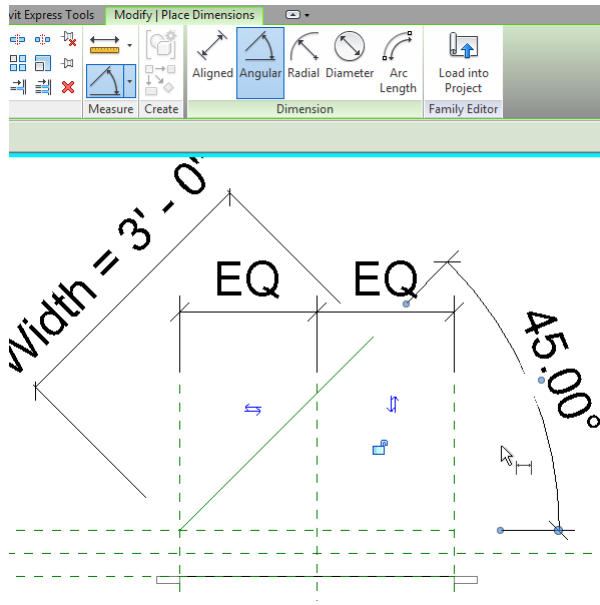 vit Express Tools Modify | Place Dimensions
Aligned Angular Radial Diameter Arc Length Load into Project
Measure Create Dimension Family Editor
Width = 3' - 0"
EQ EQ
45.00°